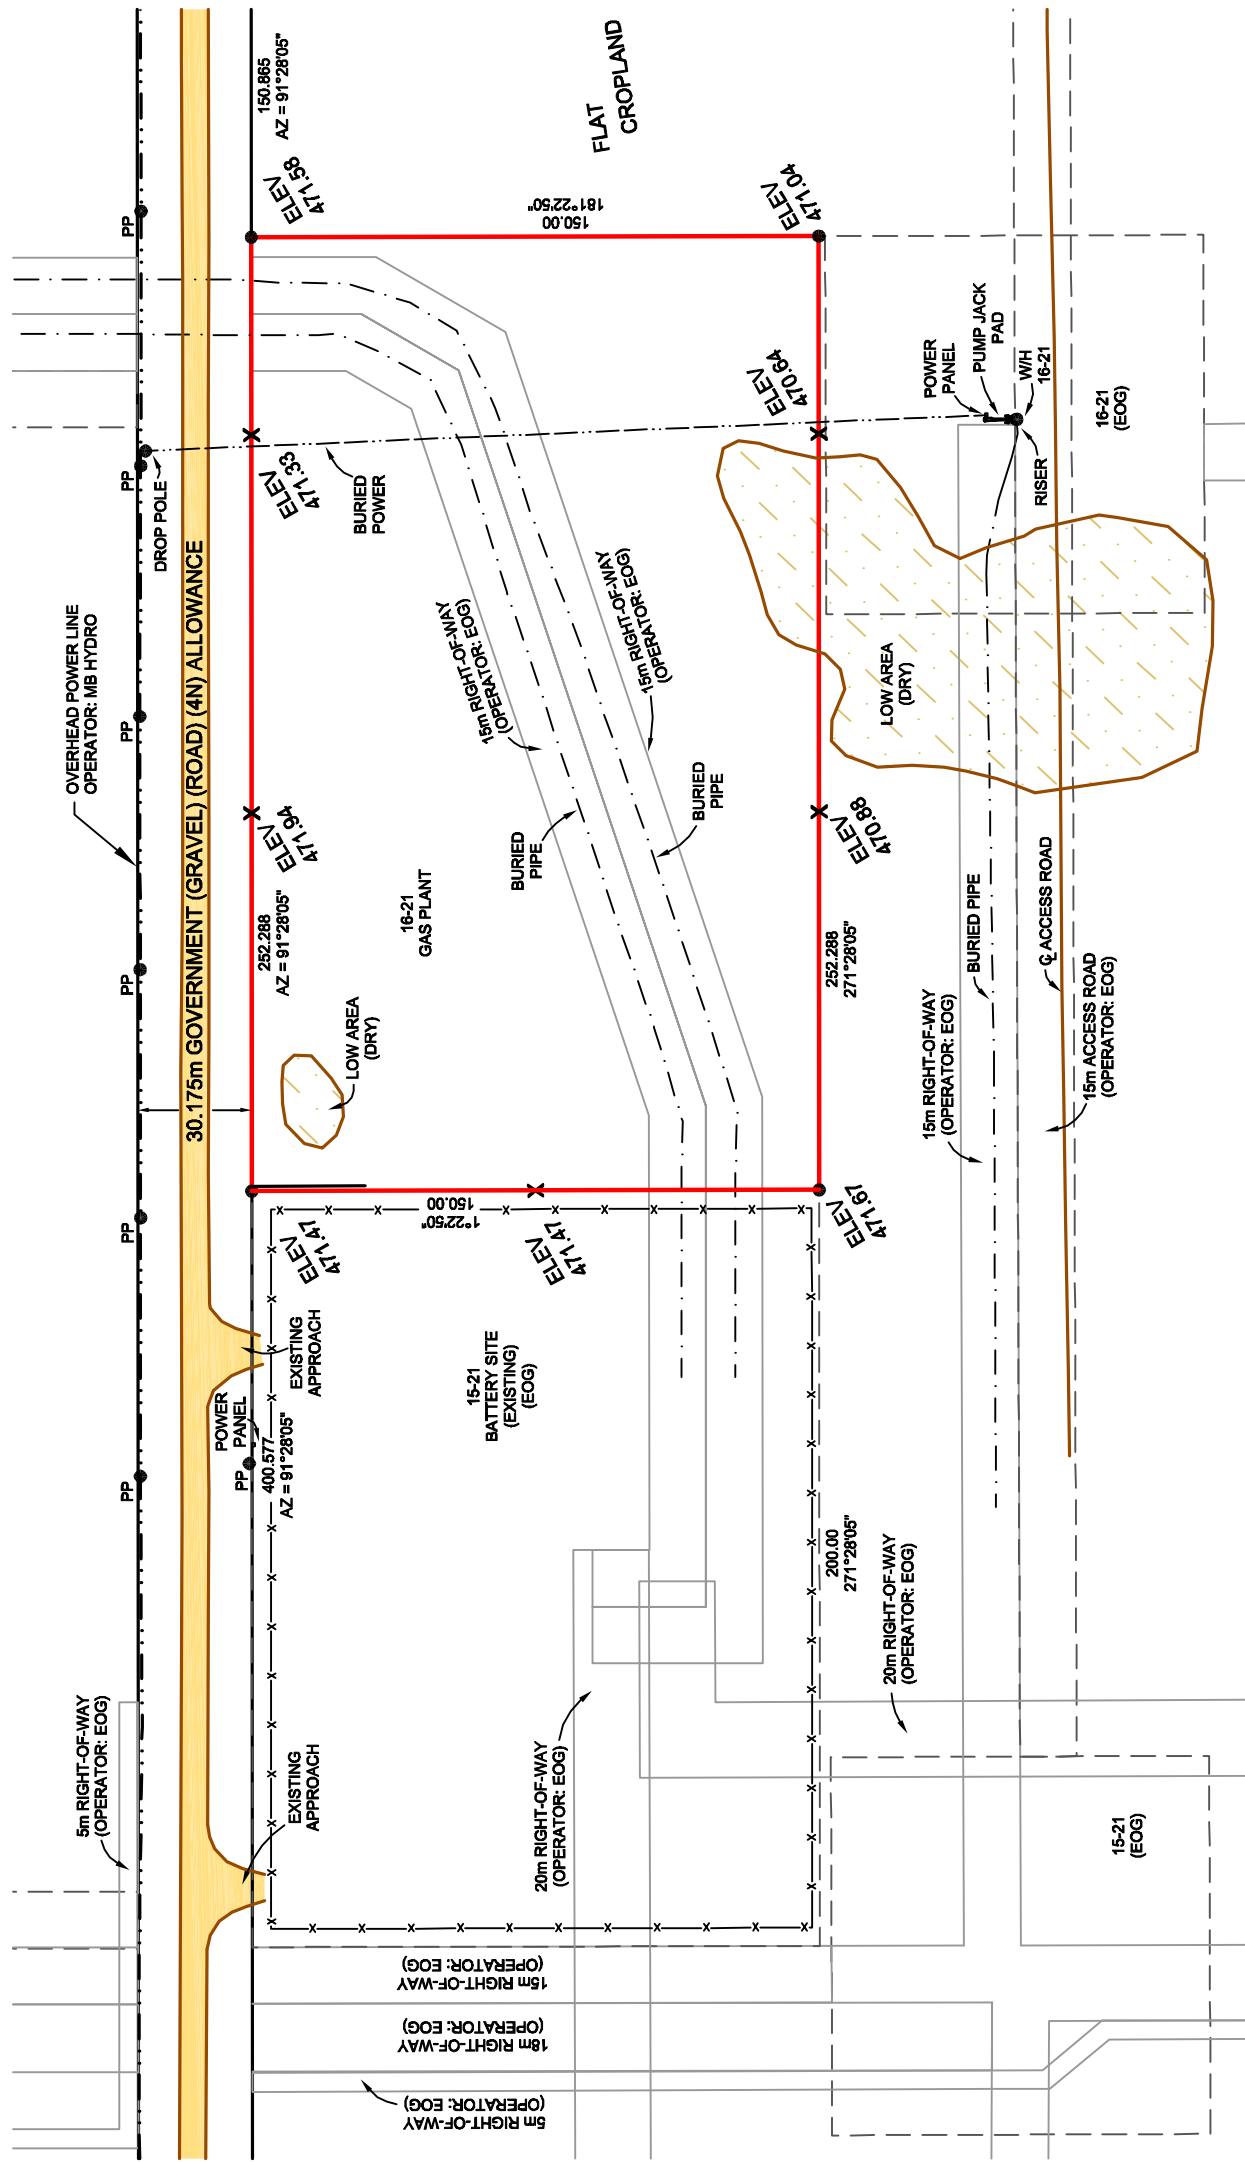 5m RIGHT-OF-WAY
(OPERATOR: EOG)
PP
PP
PP
PP
PP
PP
OVERHEAD POWER LINE
OPERATOR: MB HYDRO
DROP POLE
30.175m GOVERNMENT (GRAVEL) (ROAD) (4N) ALLOWANCE
EXISTING
APPROACH
PP
POWER
PANEL
EXISTING
APPROACH
400.577
AZ = 91°28'05"
252.288
AZ = 91°28'05"
150.865
AZ = 91°28'05"
ELEV
471.47
ELEV
471.94
ELEV
471.33
ELEV
471.58
LOW AREA
(DRY)
BURIED
POWER
16-21
GAS PLANT
15m RIGHT-OF-WAY
(OPERATOR: EOG)
15m RIGHT-OF-WAY
(OPERATOR: EOG)
BURIED
PIPE
BURIED
PIPE
150.00
181°22'50"
FLAT
CROPLAND
150.00
1°22'50"
ELEV
471.47
15-21
BATTERY SITE
(EXISTING)
(EOG)
20m RIGHT-OF-WAY
(OPERATOR: EOG)
15m RIGHT-OF-WAY
(OPERATOR: EOG)
18m RIGHT-OF-WAY
(OPERATOR: EOG)
5m RIGHT-OF-WAY
(OPERATOR: EOG)
200.00
271°28'05"
252.288
271°28'05"
ELEV
471.67
ELEV
470.88
ELEV
470.64
ELEV
471.04
20m RIGHT-OF-WAY
(OPERATOR: EOG)
LOW AREA
(DRY)
15m RIGHT-OF-WAY
(OPERATOR: EOG)
BURIED PIPE
POWER
PANEL
PUMP JACK
PAD
W/H
16-21
RISER
℄ ACCESS ROAD
15m ACCESS ROAD
(OPERATOR: EOG)
16-21
(EOG)
15-21
(EOG)